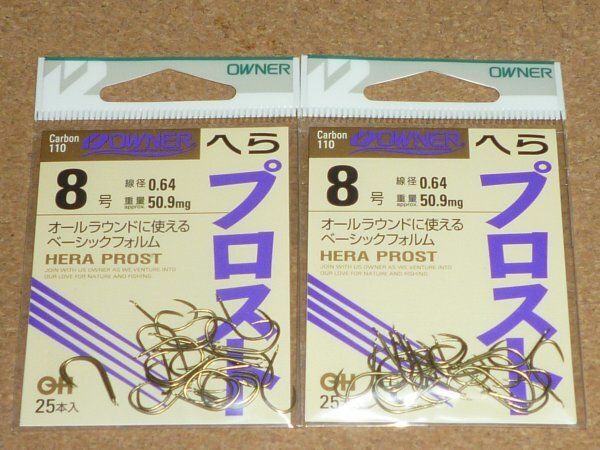 OWNER
Carbon
110
OWNER
へら
プロスト
8号
線径 0.64
重量 50.9mg
approx.
オールラウンドに使える
ベーシックフォルム
HERA PROST
JOIN WITH US OWNER AS WE VENTURE INTO
OUR LOVE FOR NATURE AND FISHING.
OH
25本入
OWNER
Carbon
110
OWNER
へら
プロスト
8号
線径 0.64
重量 50.9mg
approx.
オールラウンドに使える
ベーシックフォルム
HERA PROST
JOIN WITH US OWNER AS WE VENTURE INTO
OUR LOVE FOR NATURE AND FISHING.
OH
25